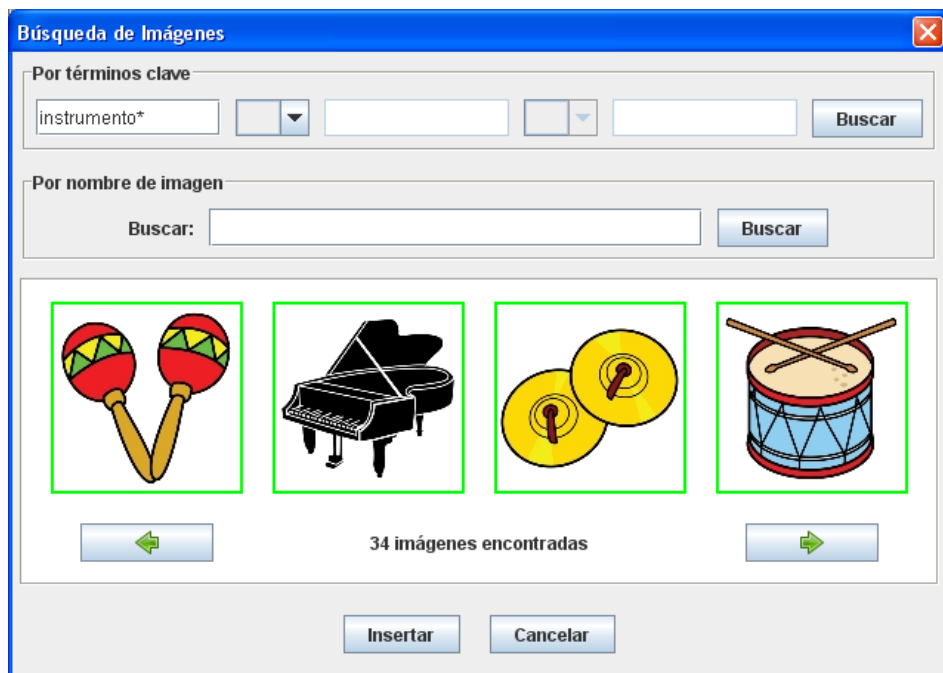 Búsqueda de Imágenes
Por términos clave
instrumento*
Buscar
Por nombre de imagen
Buscar:
Buscar
34 imágenes encontradas
Insertar
Cancelar